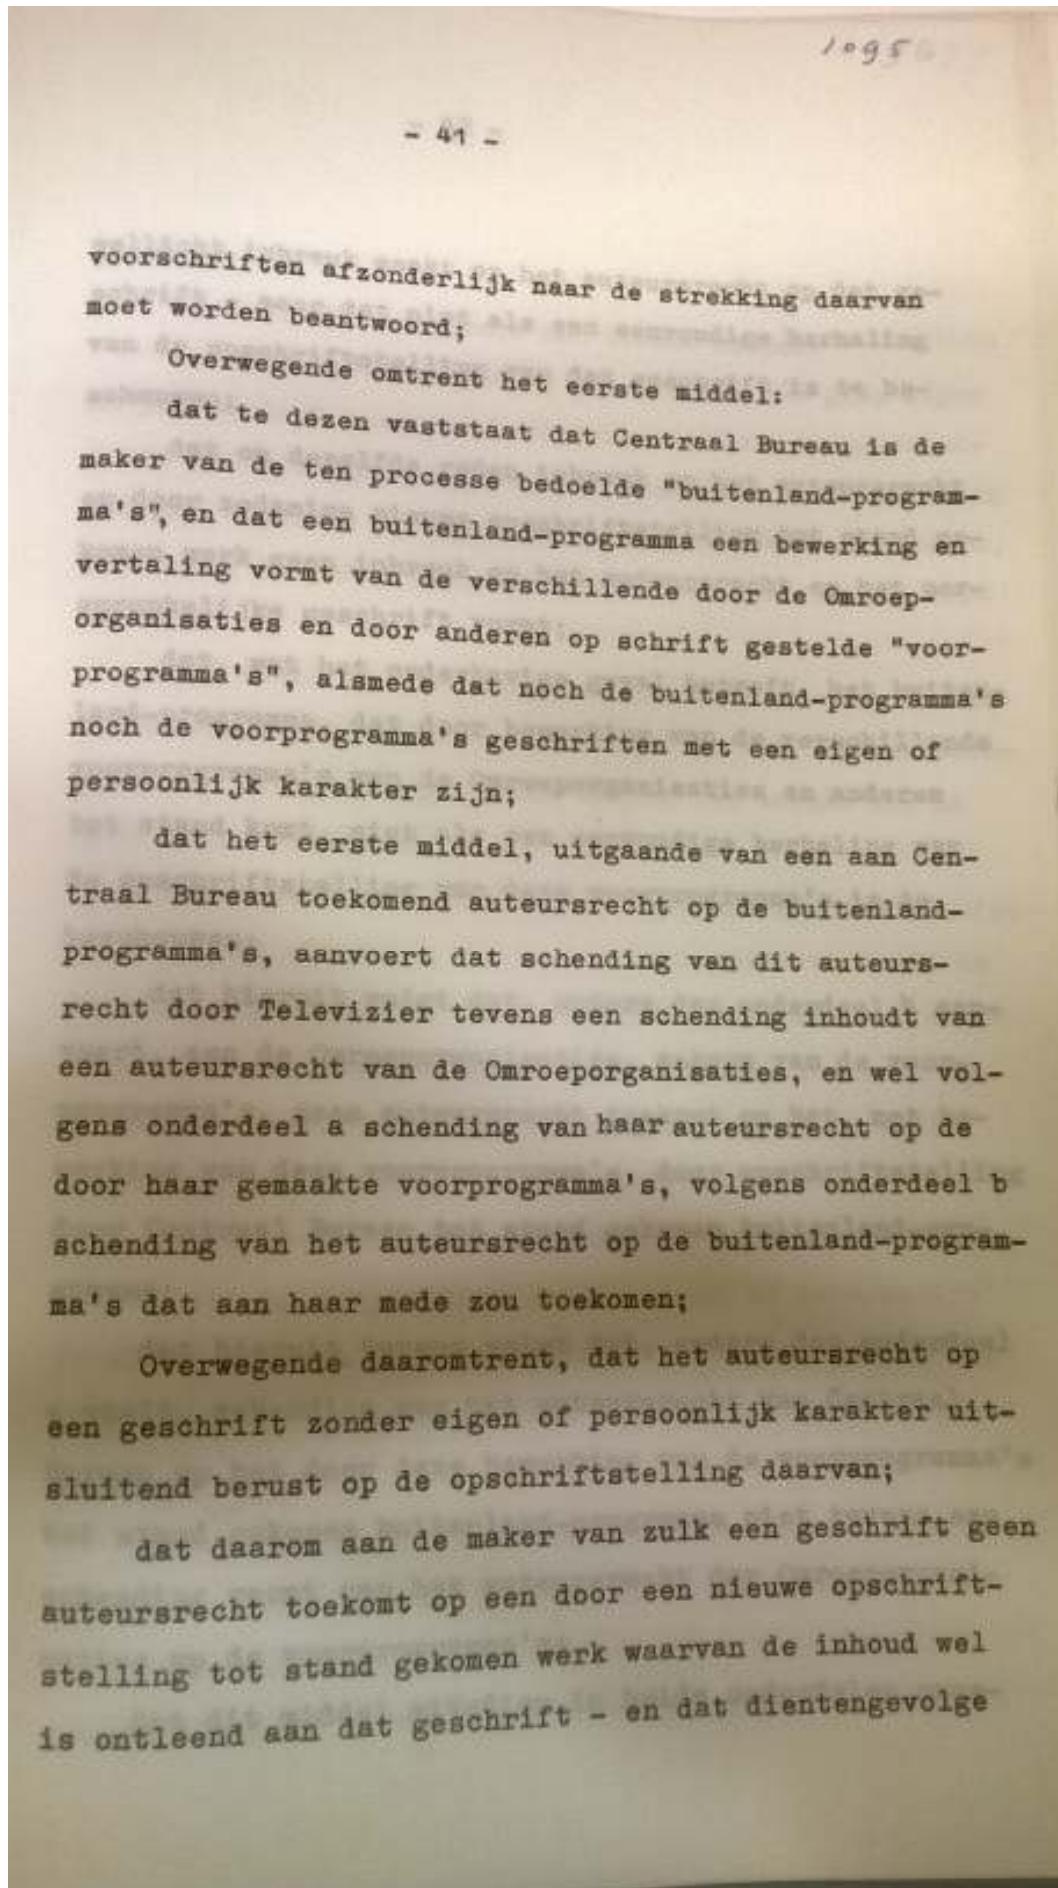 1095
- 41 -
voorschriften afzonderlijk naar de strekking daarvan
moet worden beantwoord;
Overwegende omtrent het eerste middel:
dat te dezen vaststaat dat Centraal Bureau is de
maker van de ten processe bedoelde "buitenland-program-
ma's", en dat een buitenland-programma een bewerking en
vertaling vormt van de verschillende door de Omroep-
organisaties en door anderen op schrift gestelde "voor-
programma's", alsmede dat noch de buitenland-programma's
noch de voorprogramma's geschriften met een eigen of
persoonlijk karakter zijn;
dat het eerste middel, uitgaande van een aan Cen-
traal Bureau toekomend auteursrecht op de buitenland-
programma's, aanvoert dat schending van dit auteurs-
recht door Televizier tevens een schending inhoudt van
een auteursrecht van de Omroeporganisaties, en wel vol-
gens onderdeel a schending van haar auteursrecht op de
door haar gemaakte voorprogramma's, volgens onderdeel b
schending van het auteursrecht op de buitenland-program-
ma's dat aan haar mede zou toekomen;
Overwegende daaromtrent, dat het auteursrecht op
een geschrift zonder eigen of persoonlijk karakter uit-
sluitend berust op de opschriftstelling daarvan;
dat daarom aan de maker van zulk een geschrift geen
auteursrecht toekomt op een door een nieuwe opschrift-
stelling tot stand gekomen werk waarvan de inhoud wel
is ontleend aan dat geschrift - en dat dientengevolge